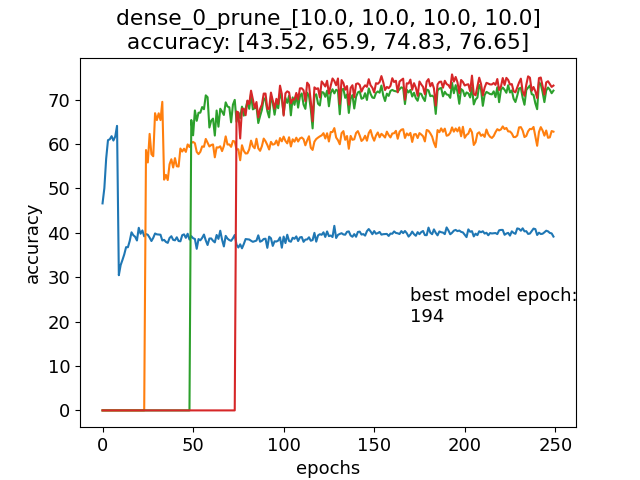 dense_0_prune_[10.0, 10.0, 10.0, 10.0]
accuracy: [43.52, 65.9, 74.83, 76.65]
accuracy
70
60
50
40
30
20
10
0
best model epoch:
194
0 50 100 150 200 250
epochs